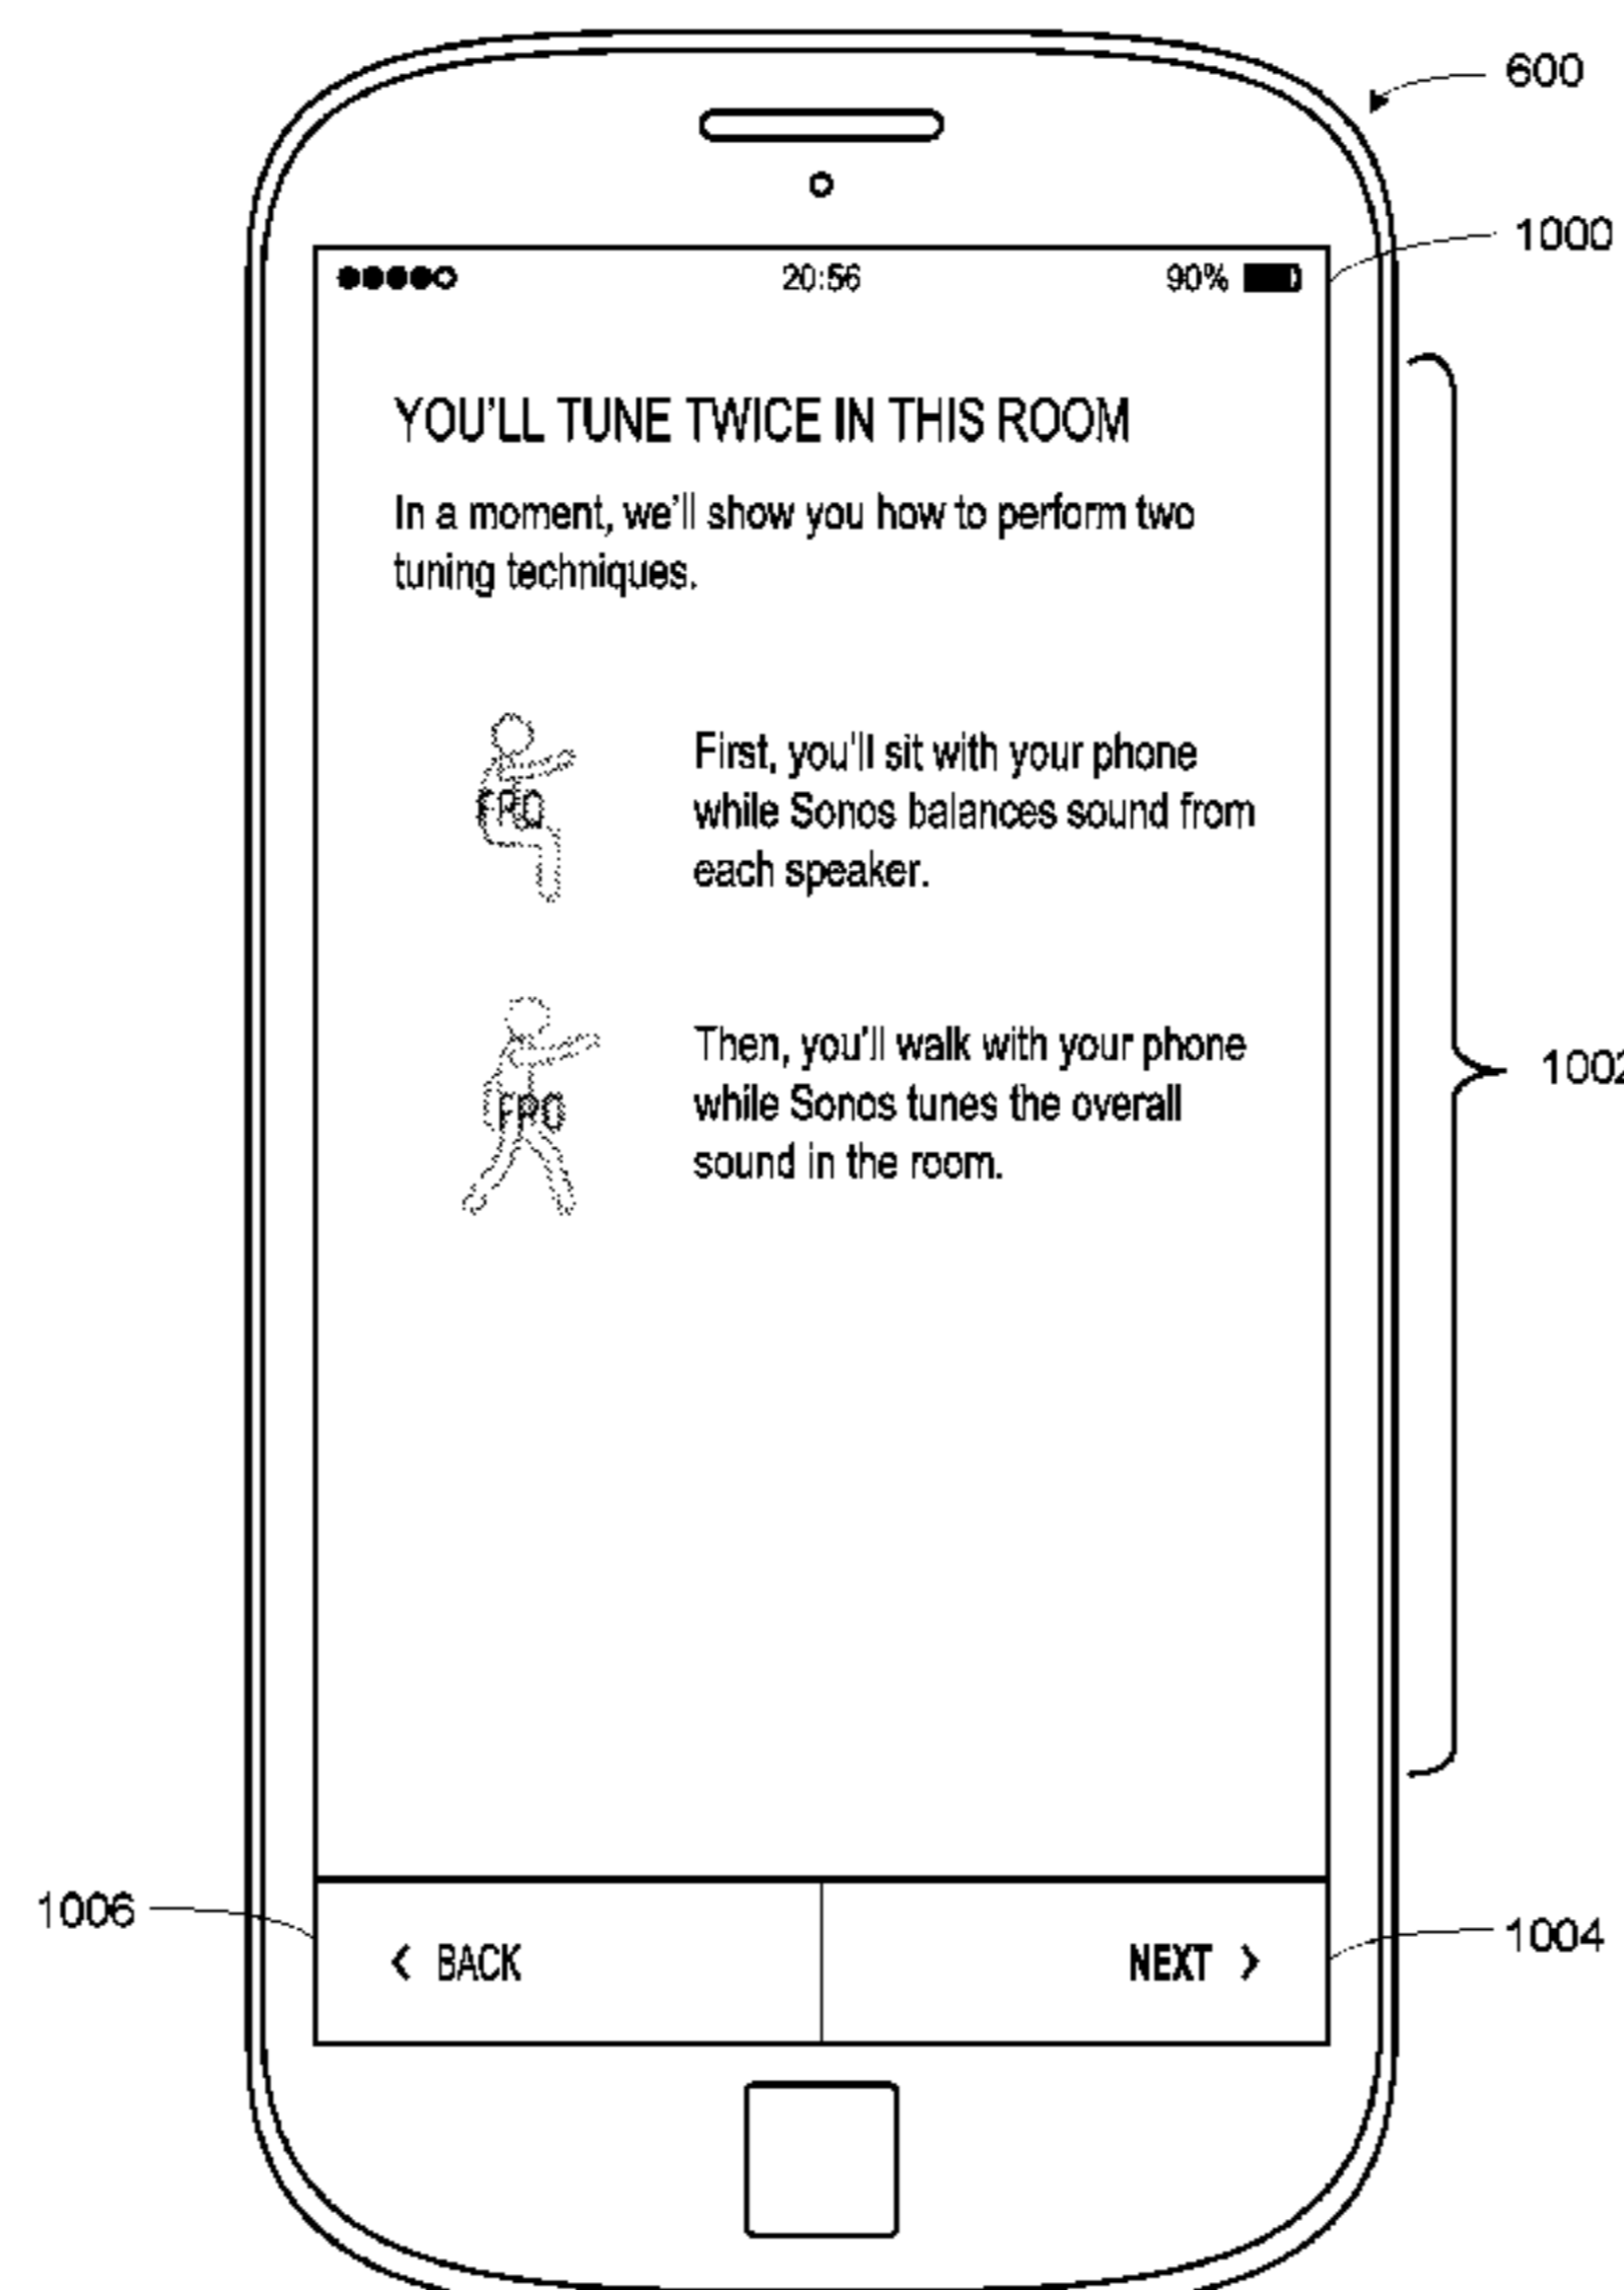 600
1000
20:56 90%
YOU'LL TUNE TWICE IN THIS ROOM
In a moment, we'll show you how to perform two
tuning techniques.
FPO
First, you'll sit with your phone
while Sonos balances sound from
each speaker.
FPO
Then, you'll walk with your phone
while Sonos tunes the overall
sound in the room.
1002
1006
< BACK
NEXT >
1004